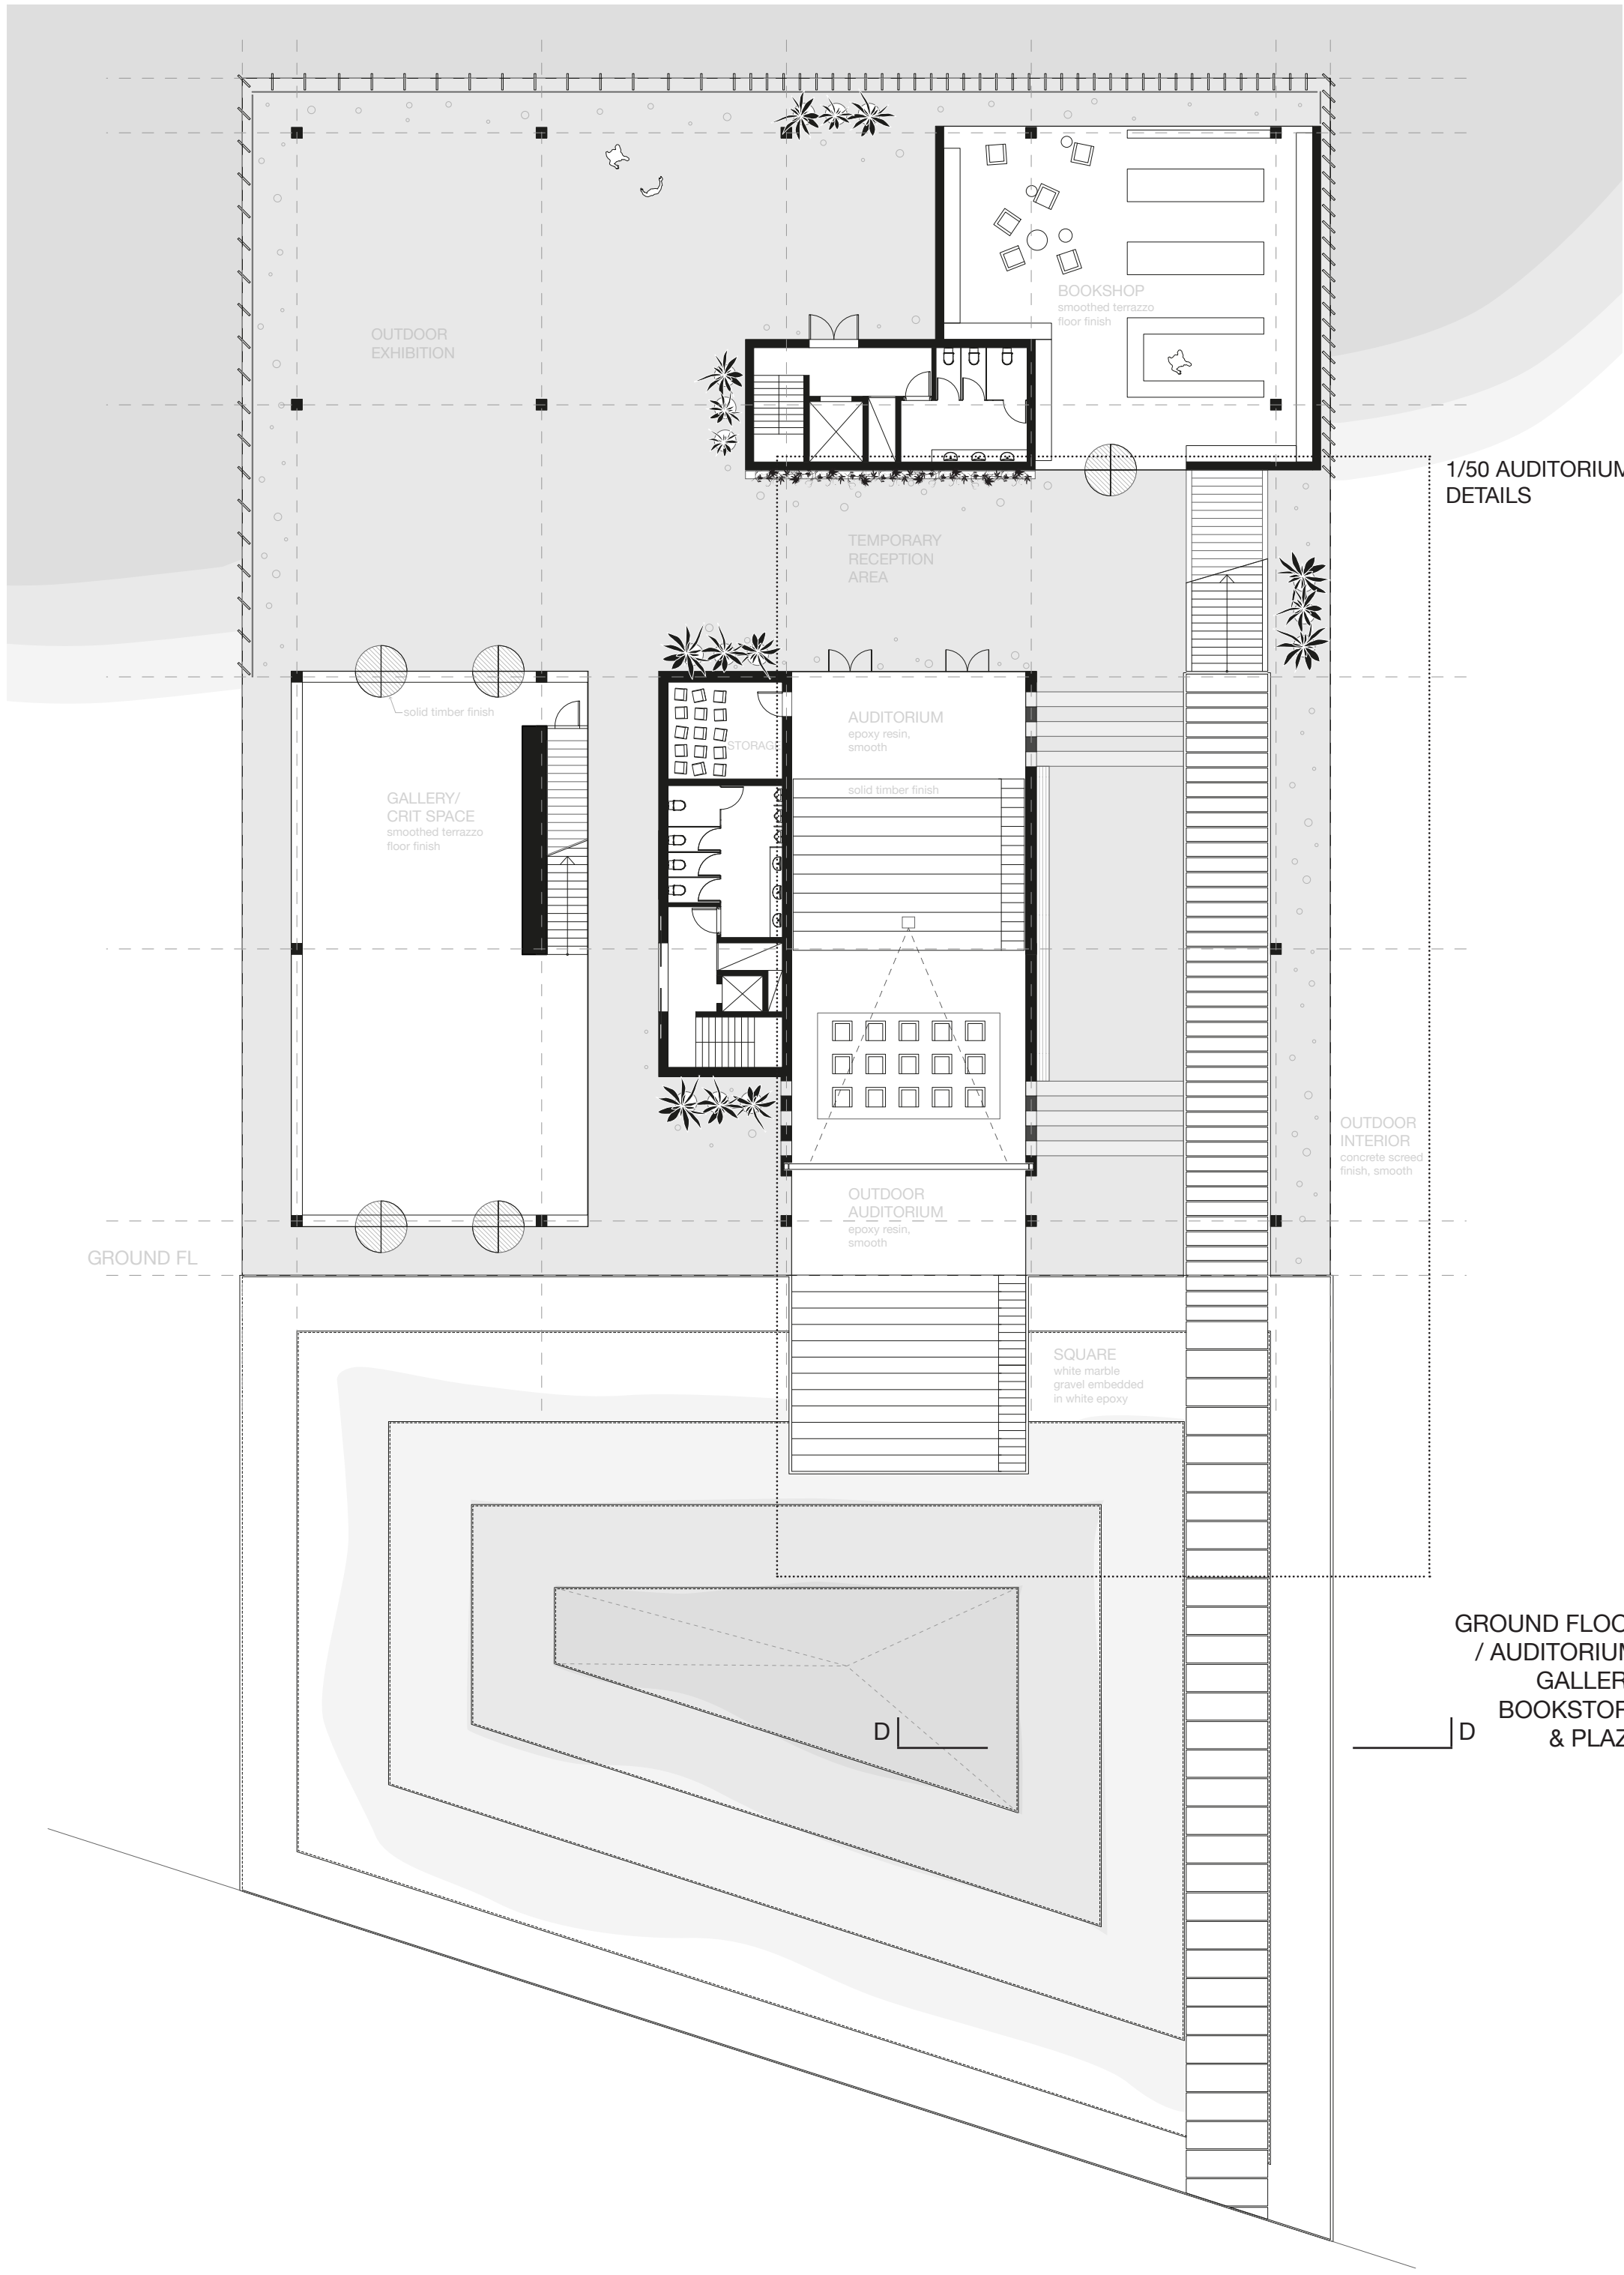 BOOKSHOP
smoothed terrazzo
floor finish
OUTDOOR
EXHIBITION
1/50 AUDITORIUM
DETAILS
TEMPORARY
RECEPTION
AREA
solid timber finish
AUDITORIUM
epoxy resin,
smooth
STORAGE
solid timber finish
GALLERY/
CRIT SPACE
smoothed terrazzo
floor finish
OUTDOOR
INTERIOR
concrete screed
finish, smooth
OUTDOOR
AUDITORIUM
epoxy resin,
smooth
GROUND FL
SQUARE
white marble
gravel embedded
in white epoxy
GROUND FLOO
/ AUDITORIUM
GALLER
BOOKSTOR
& PLAZ
D
D